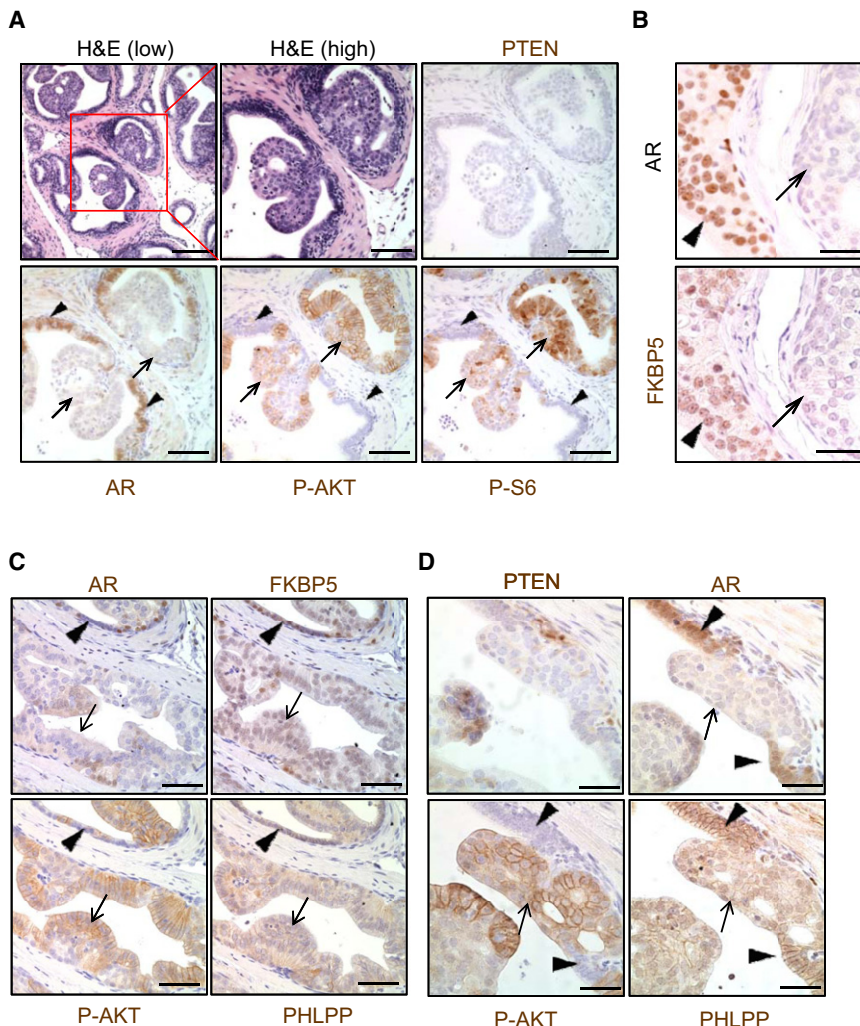 A
H&E (low)
H&E (high)
PTEN
AR
P-AKT
P-S6
B
AR
FKBP5
C
AR
FKBP5
P-AKT
PHLPP
D
PTEN
AR
P-AKT
PHLPP